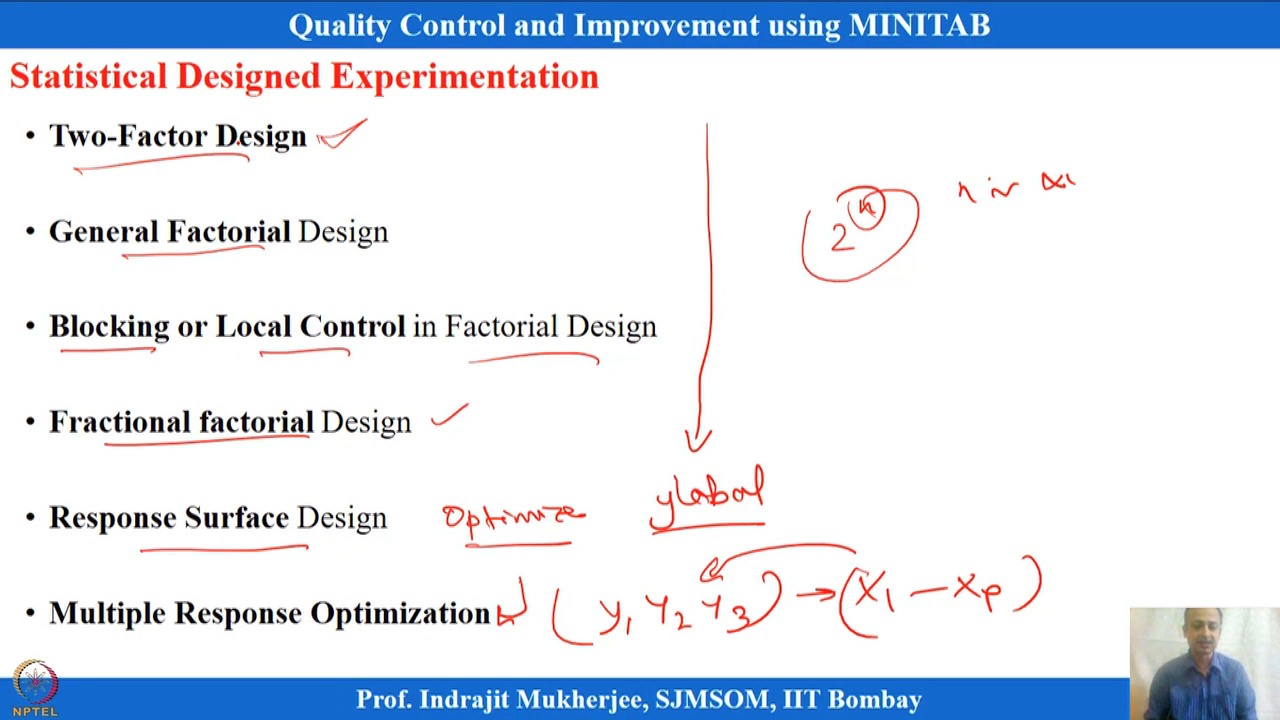 Quality Control and Improvement using MINITAB
Statistical Designed Experimentation
• Two-Factor Design
• General Factorial Design
• Blocking or Local Control in Factorial Design
• Fractional factorial Design
• Response Surface Design Optimize
• Multiple Response Optimization (y1 y2 y3) → (x1 – xp)
Prof. Indrajit Mukherjee, SJMSOM, IIT Bombay
NPTEL